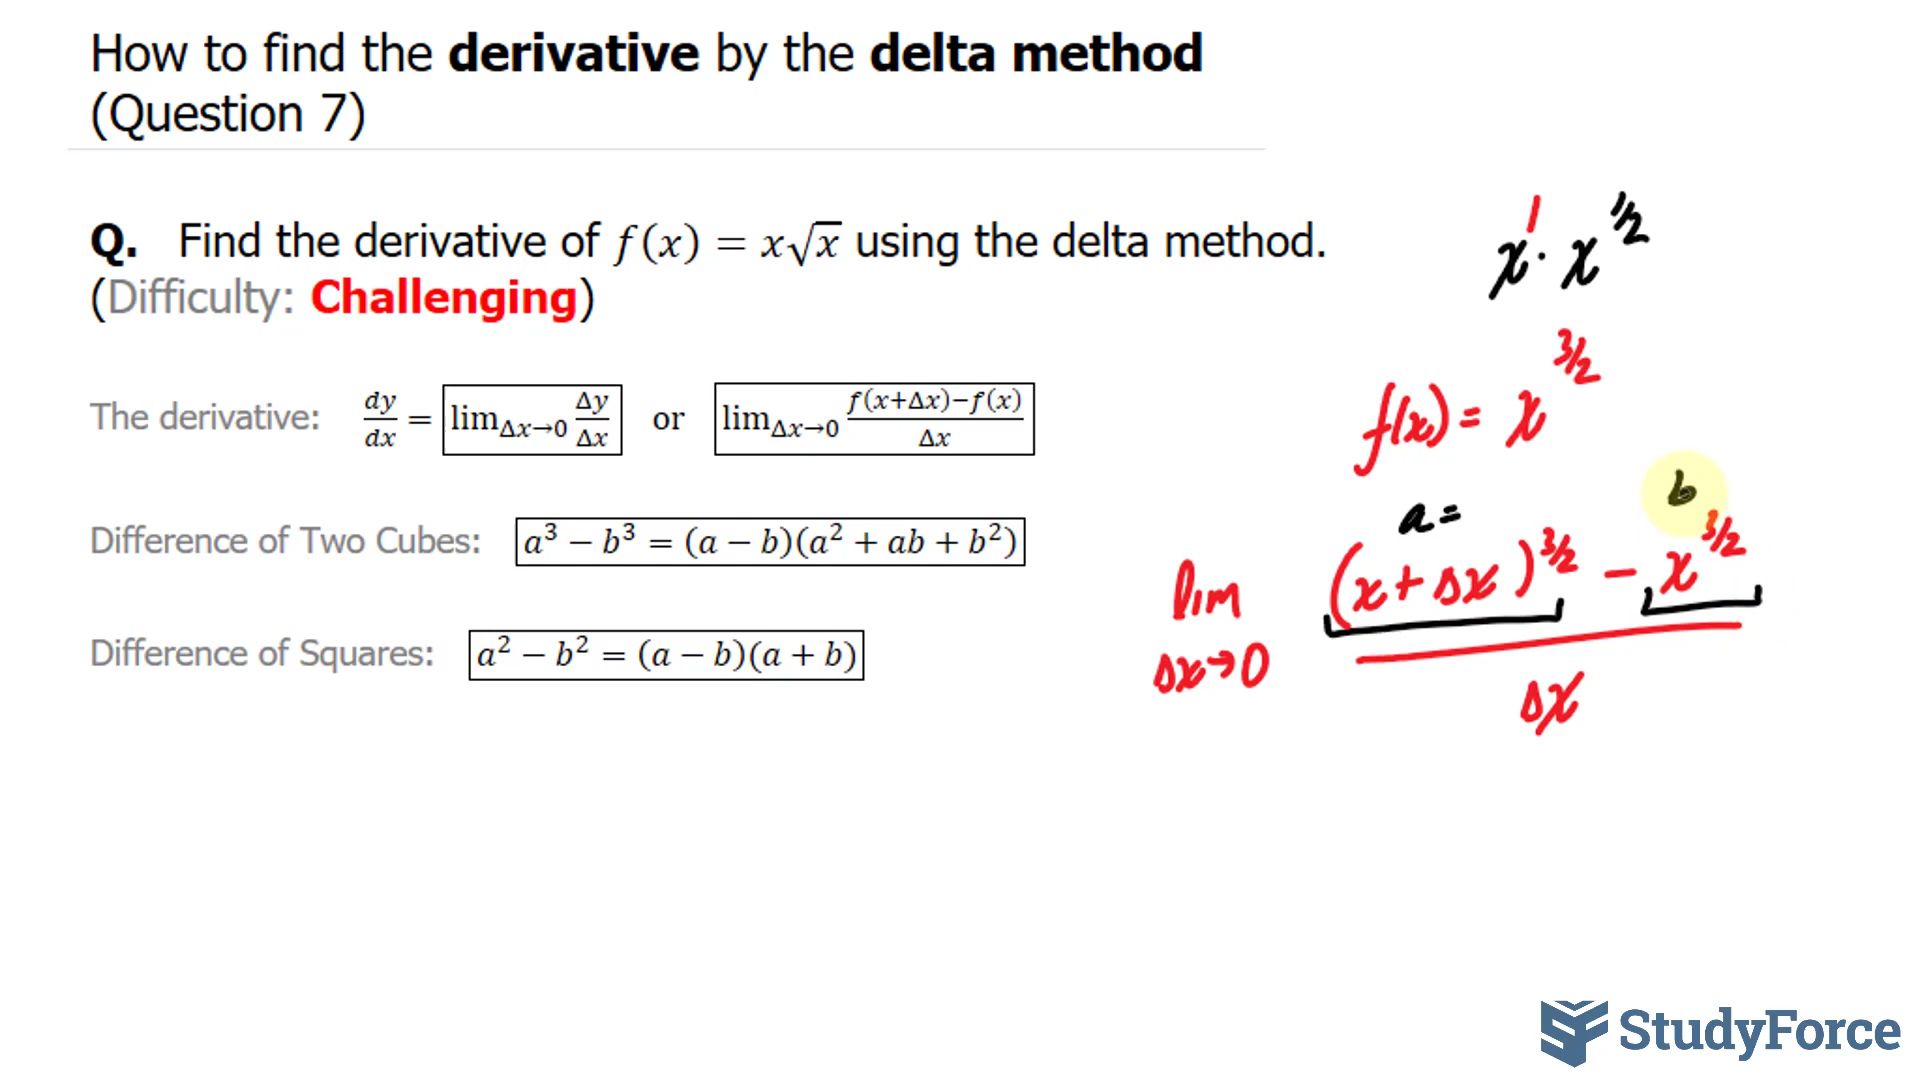 How to find the derivative by the delta method
(Question 7)
Q. Find the derivative of f(x) = x√x using the delta method.
(Difficulty: Challenging)
x¹ · x^1/2
f(x) = x^3/2
The derivative: dy/dx = lim Δx→0 Δy/Δx or lim Δx→0 f(x+Δx)−f(x)/Δx
Difference of Two Cubes: a³ − b³ = (a − b)(a² + ab + b²)
Difference of Squares: a² − b² = (a − b)(a + b)
a = b
lim Δx→0 (x + Δx)^3/2 − x^3/2
Δx
StudyForce